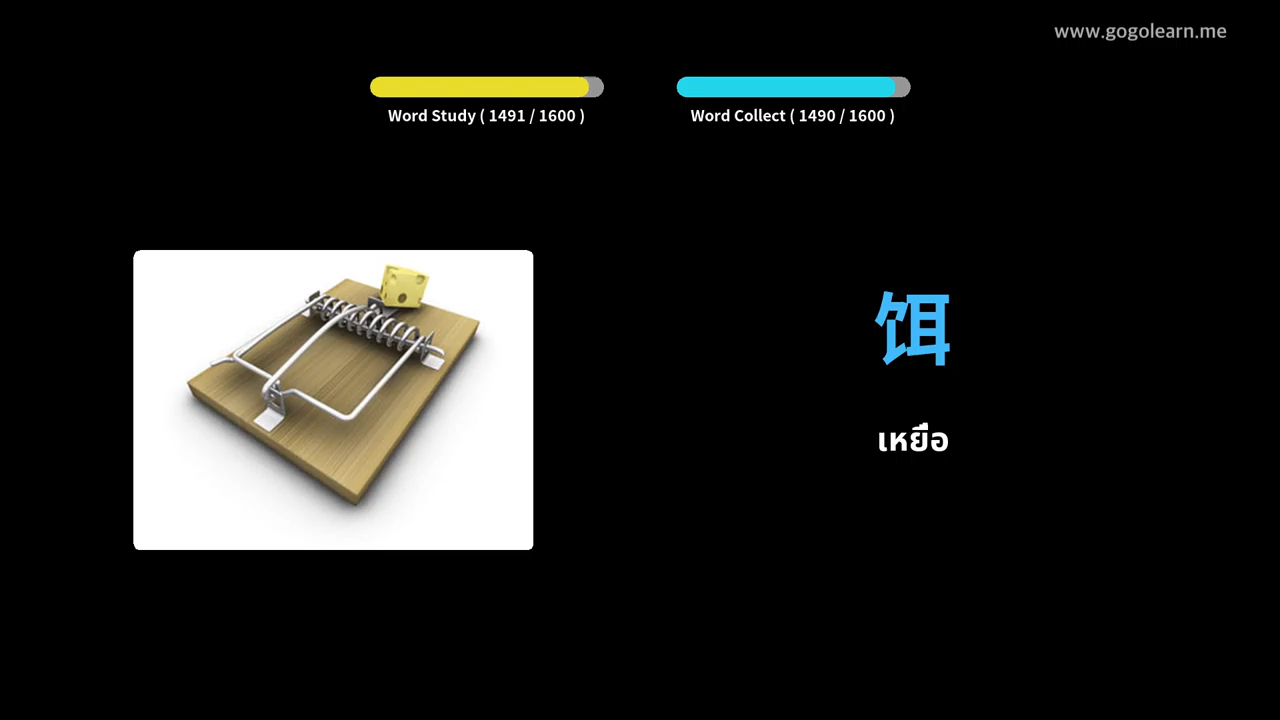 www.gogolearn.me
Word Study ( 1491 / 1600 )
Word Collect ( 1490 / 1600 )
饵
เหยื่อ